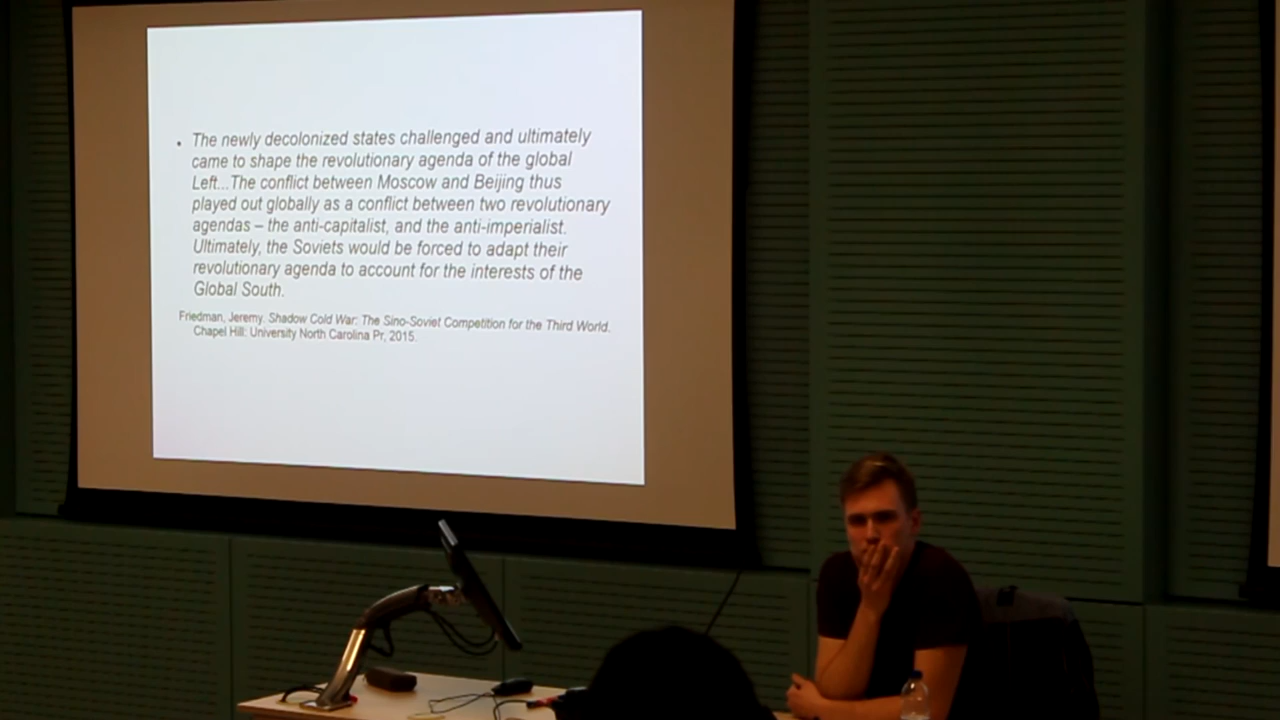 • The newly decolonized states challenged and ultimately
came to shape the revolutionary agenda of the global
Left...The conflict between Moscow and Beijing thus
played out globally as a conflict between two revolutionary
agendas – the anti-capitalist, and the anti-imperialist.
Ultimately, the Soviets would be forced to adapt their
revolutionary agenda to account for the interests of the
Global South.
Friedman, Jeremy. Shadow Cold War: The Sino-Soviet Competition for the Third World.
Chapel Hill: University North Carolina Pr, 2015.